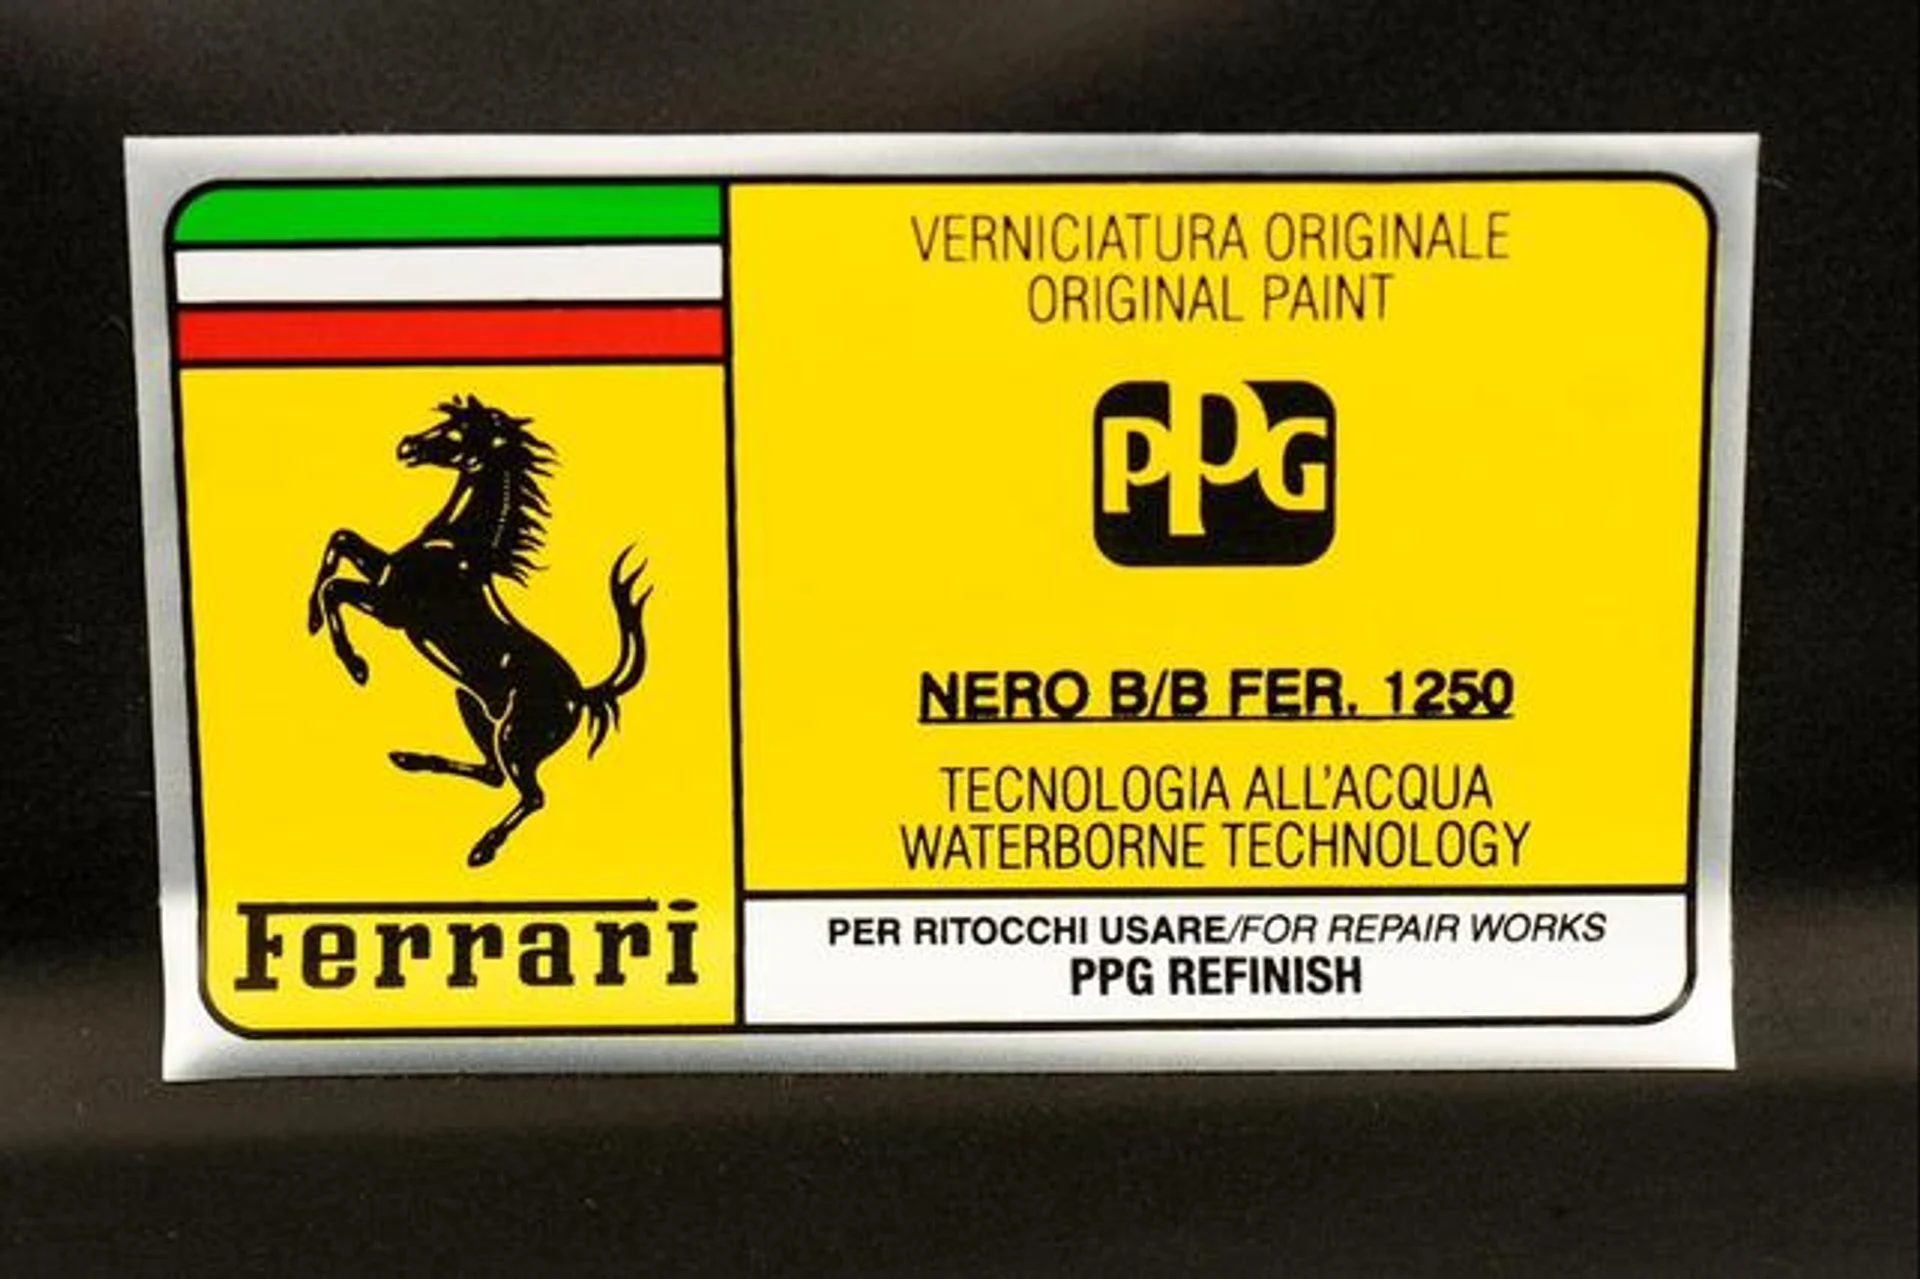 Ferrari
VERNICIATURA ORIGINALE
ORIGINAL PAINT
PPG
NERO B/B FER. 1250
TECNOLOGIA ALL'ACQUA
WATERBORNE TECHNOLOGY
PER RITOCCHI USARE/FOR REPAIR WORKS
PPG REFINISH